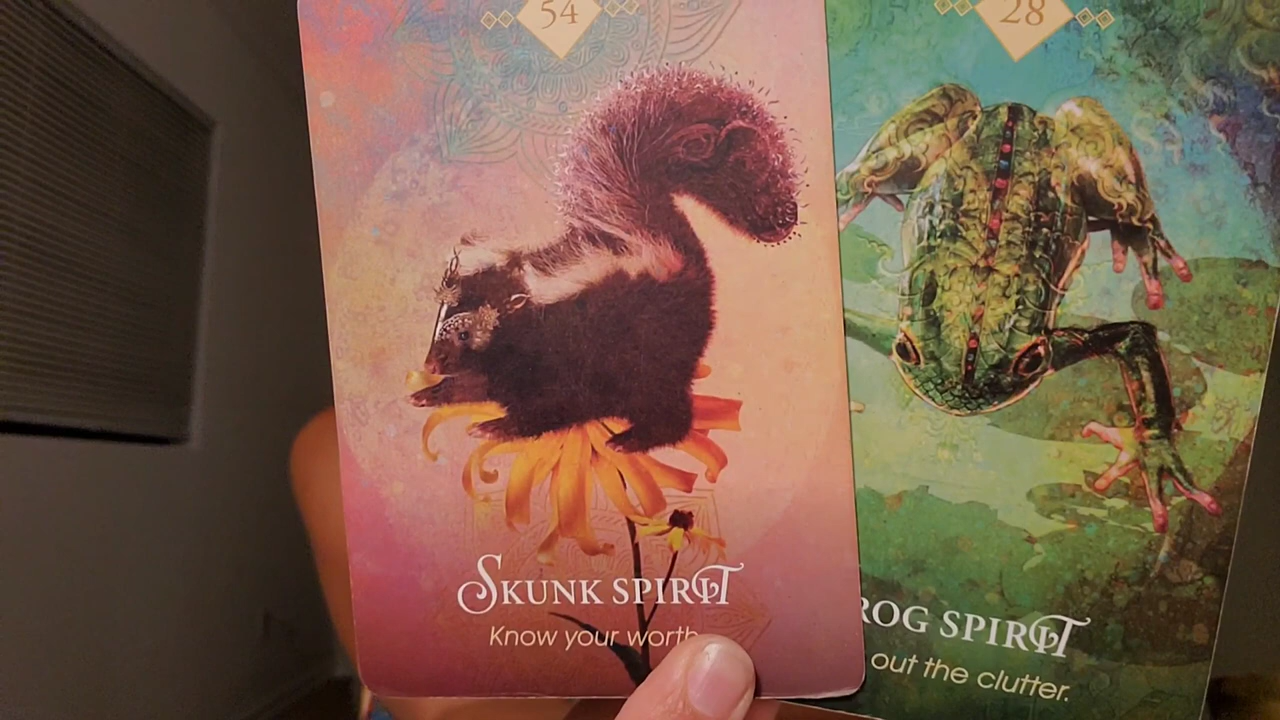 54
SKUNK SPIRIT
Know your worth
28
ROG SPIRIT
out the clutter.